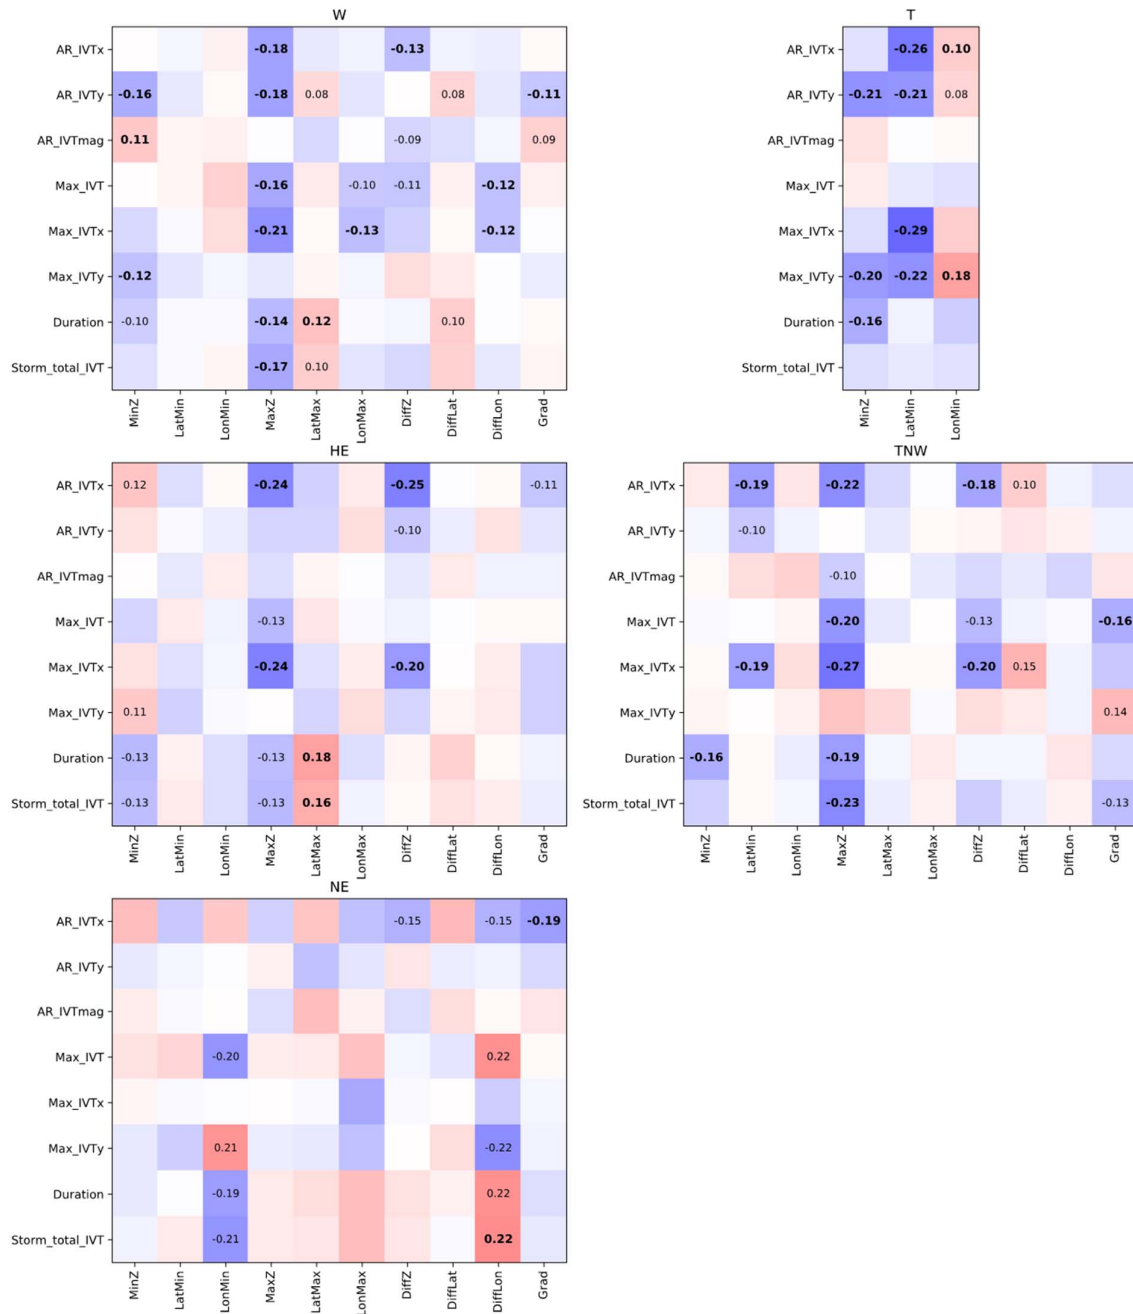 W
AR_IVTx -0.18 -0.13
AR_IVTy -0.16 -0.18 0.08 0.08 -0.11
AR_IVTmag 0.11 -0.09 0.09
Max_IVT -0.16 -0.10 -0.11 -0.12
Max_IVTx -0.21 -0.13 -0.12
Max_IVTy -0.12
Duration -0.10 -0.14 0.12 0.10
Storm_total_IVT -0.17 0.10
MinZ LatMin LonMin MaxZ LatMax LonMax DiffZ DiffLat DiffLon Grad
T
AR_IVTx -0.26 0.10
AR_IVTy -0.21 -0.21 0.08
AR_IVTmag
Max_IVT
Max_IVTx -0.29
Max_IVTy -0.20 -0.22 0.18
Duration -0.16
Storm_total_IVT
MinZ LatMin LonMin
HE
AR_IVTx 0.12 -0.24 -0.25 -0.11
AR_IVTy -0.10
AR_IVTmag
Max_IVT -0.13
Max_IVTx -0.24 -0.20
Max_IVTy 0.11
Duration -0.13 -0.13 0.18
Storm_total_IVT -0.13 -0.13 0.16
MinZ LatMin LonMin MaxZ LatMax LonMax DiffZ DiffLat DiffLon Grad
TNW
AR_IVTx -0.19 -0.22 -0.18 0.10
AR_IVTy -0.10
AR_IVTmag -0.10
Max_IVT -0.20 -0.13 -0.16
Max_IVTx -0.19 -0.27 -0.20 0.15
Max_IVTy 0.14
Duration -0.16 -0.19
Storm_total_IVT -0.23 -0.13
MinZ LatMin LonMin MaxZ LatMax LonMax DiffZ DiffLat DiffLon Grad
NE
AR_IVTx -0.15 -0.15 -0.19
AR_IVTy
AR_IVTmag
Max_IVT -0.20 0.22
Max_IVTx
Max_IVTy 0.21 -0.22
Duration -0.19 0.22
Storm_total_IVT -0.21 0.22
MinZ LatMin LonMin MaxZ LatMax LonMax DiffZ DiffLat DiffLon Grad